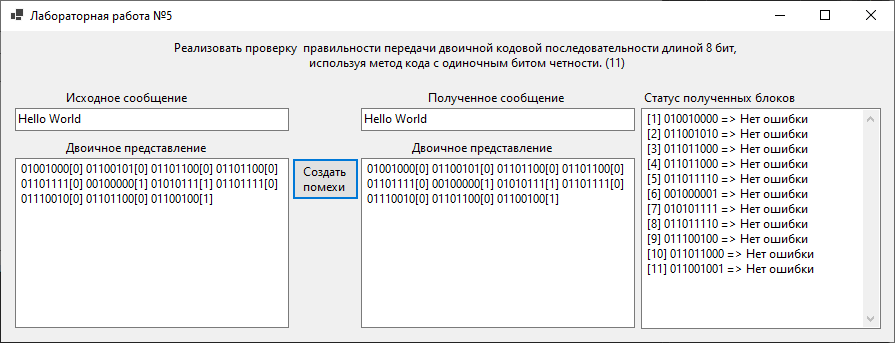 Лабораторная работа №5
Реализовать проверку правильности передачи двоичной кодовой последовательности длиной 8 бит,
используя метод кода с одиночным битом четности. (11)
Исходное сообщение
Hello World
Двоичное представление
01001000[0] 01100101[0] 01101100[0] 01101100[0]
01101111[0] 00100000[1] 01010111[1] 01101111[0]
01110010[0] 01101100[0] 01100100[1]
Создать
помехи
Полученное сообщение
Hello World
Двоичное представление
01001000[0] 01100101[0] 01101100[0] 01101100[0]
01101111[0] 00100000[1] 01010111[1] 01101111[0]
01110010[0] 01101100[0] 01100100[1]
Статус полученных блоков
[1] 010010000 => Нет ошибки
[2] 011001010 => Нет ошибки
[3] 011011000 => Нет ошибки
[4] 011011000 => Нет ошибки
[5] 011011110 => Нет ошибки
[6] 001000001 => Нет ошибки
[7] 010101111 => Нет ошибки
[8] 011011110 => Нет ошибки
[9] 011100100 => Нет ошибки
[10] 011011000 => Нет ошибки
[11] 011001001 => Нет ошибки